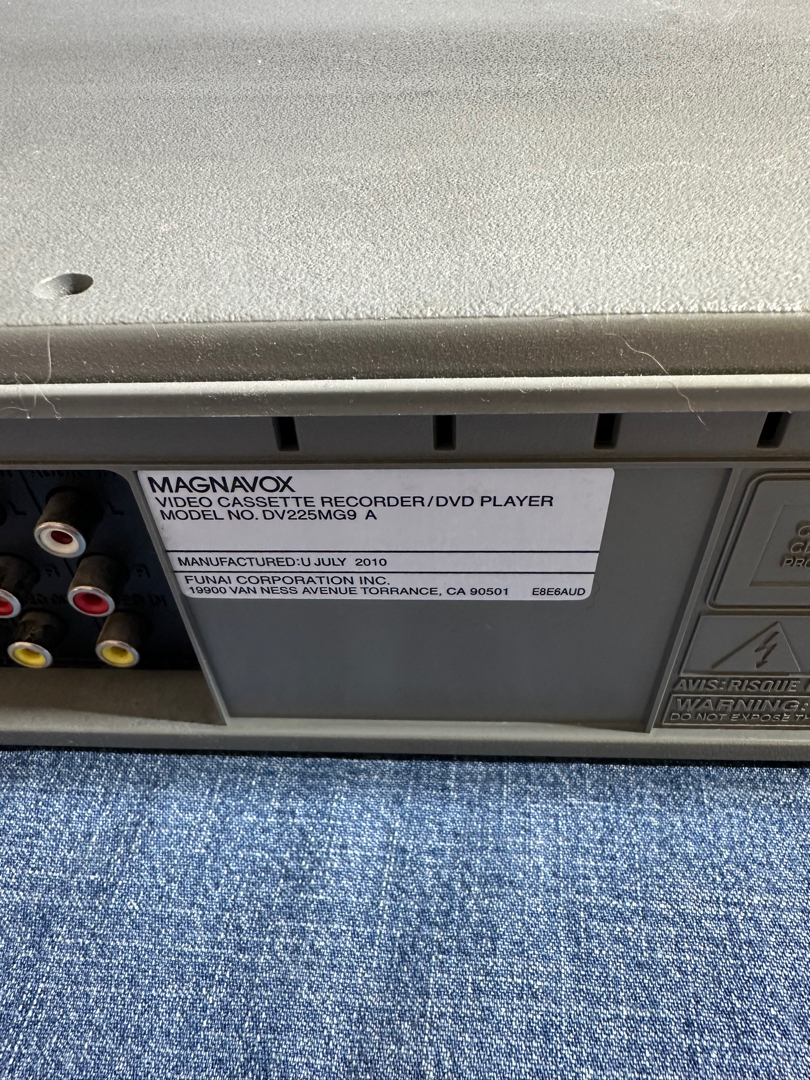 MAGNAVOX
VIDEO CASSETTE RECORDER/DVD PLAYER
MODEL NO. DV225MG9 A
MANUFACTURED:U JULY 2010
FUNAI CORPORATION INC.
19900 VAN NESS AVENUE TORRANCE, CA 90501 E8E6AUD
AVIS:RISQUE
WARNING:
DO NOT EXPOSE